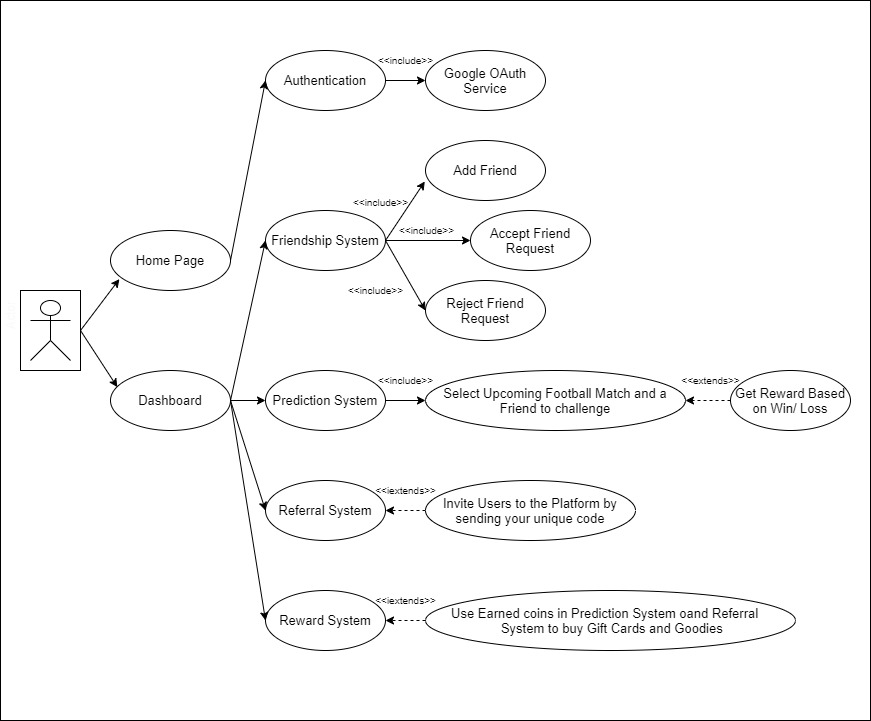 <<include>>
Authentication
Google OAuth
Service
Add Friend
<<include>>
Friendship System
<<include>>
Accept Friend
Request
Home Page
<<include>>
Reject Friend
Request
Dashboard
Prediction System
<<include>>
Select Upcoming Football Match and a
Friend to challenge
<<extends>>
Get Reward Based
on Win/ Loss
Referral System
<<iextends>>
Invite Users to the Platform by
sending your unique code
Reward System
<<iextends>>
Use Earned coins in Prediction System oand Referral
System to buy Gift Cards and Goodies